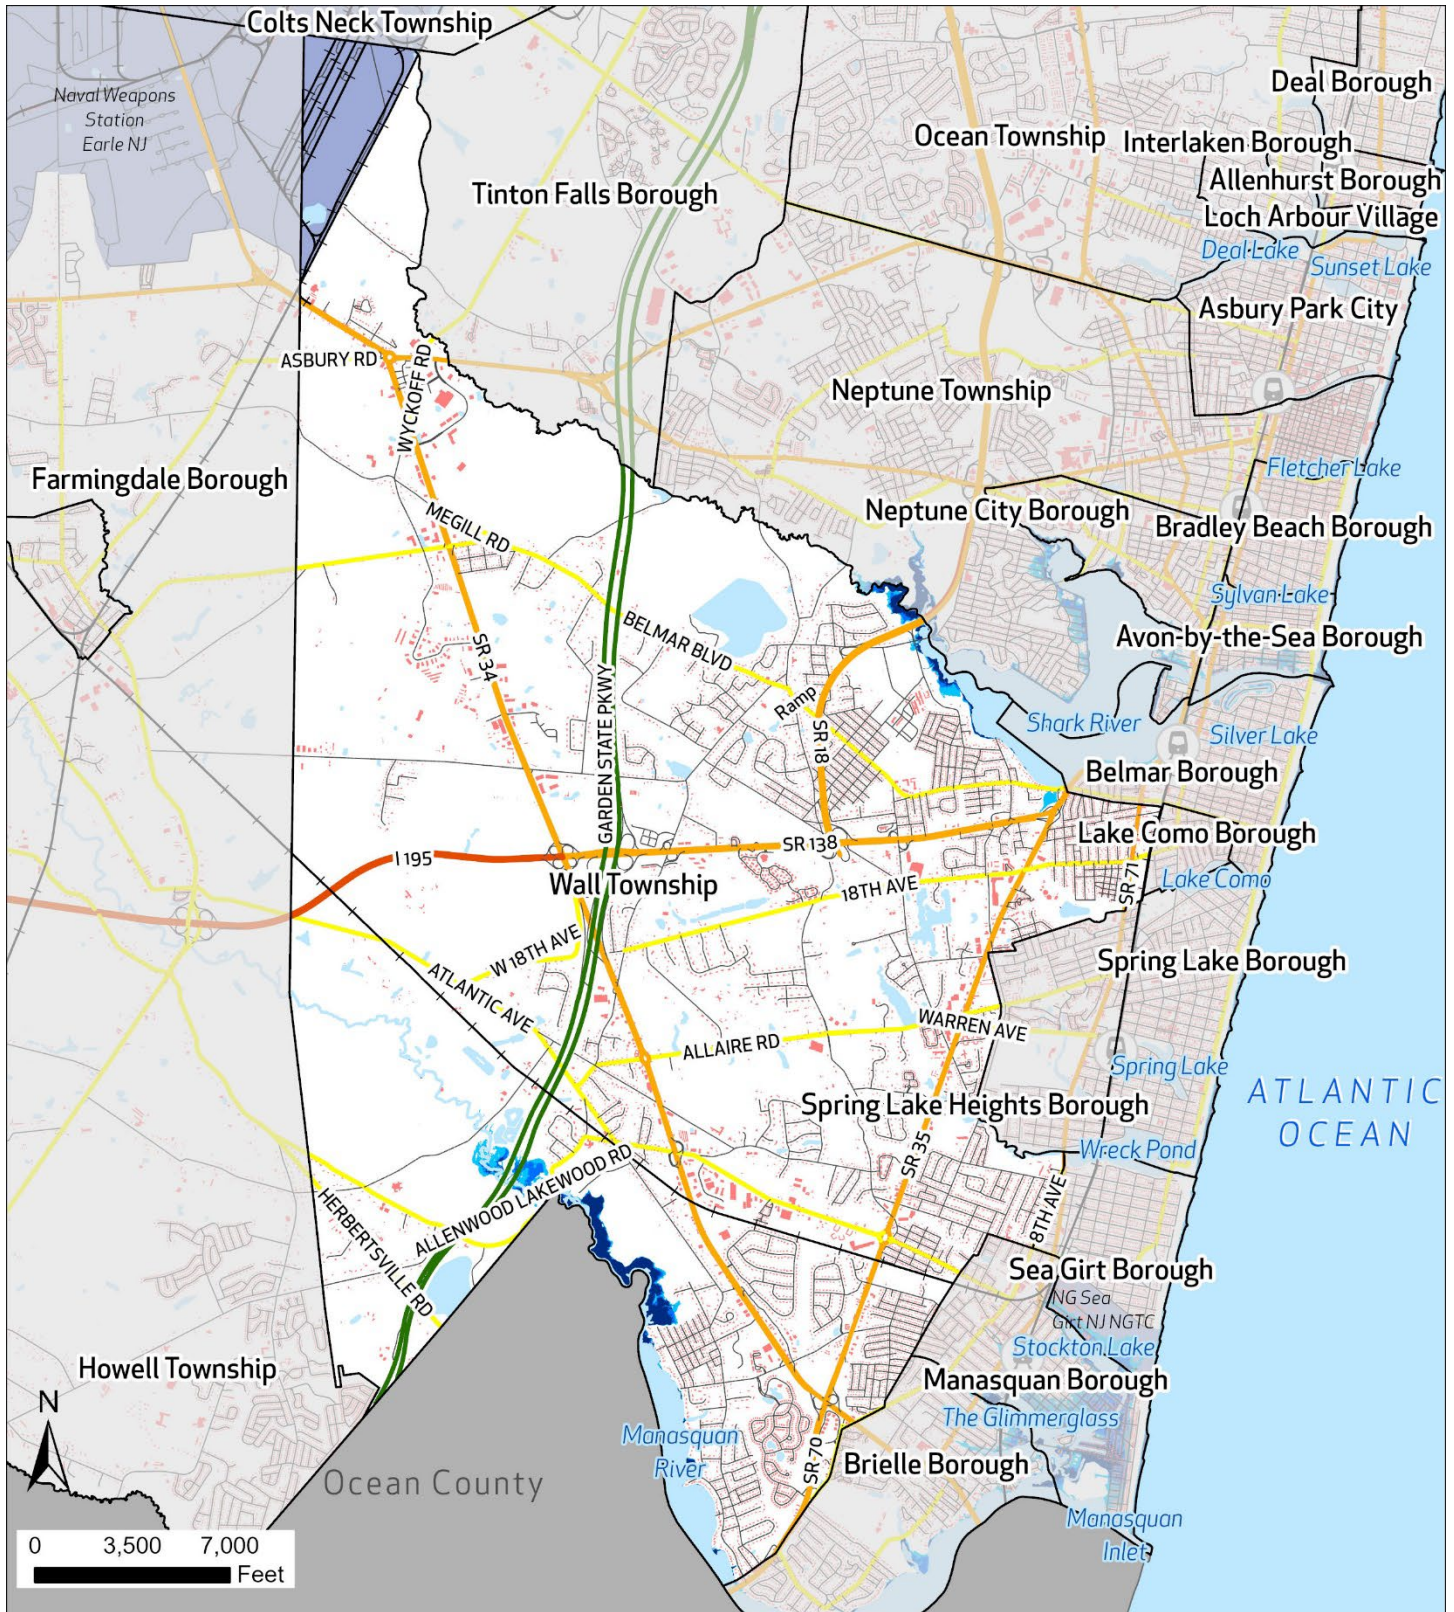 Colts Neck Township
Deal Borough
Naval Weapons
Station
Earle NJ
Ocean Township
Interlaken Borough
Tinton Falls Borough
Allenhurst Borough
Loch Arbour Village
Deal Lake
Sunset Lake
Asbury Park City
ASBURY RD
WYCKOFF RD
Neptune Township
Farmingdale Borough
Fletcher Lake
MEGILL RD
Neptune City Borough
Bradley Beach Borough
Sylvan Lake
SR 34
BELMAR BLVD
Avon-by-the-Sea Borough
GARDEN STATE PKWY
Ramp
SR 18
Shark River
Silver Lake
Belmar Borough
I 195
SR 138
Lake Como Borough
Wall Township
18TH AVE
SR 71
Lake Como
W 18TH AVE
Spring Lake Borough
ATLANTIC AVE
WARREN AVE
ALLAIRE RD
Spring Lake
ATLANTIC
OCEAN
Spring Lake Heights Borough
SR 35
Wreck Pond
ALLENWOOD LAKEWOOD RD
HERBERTSVILLE RD
8TH AVE
Sea Girt Borough
NG Sea
Girt NJ NGTC
Stockton Lake
Howell Township
Manasquan Borough
N
The Glimmerglass
Manasquan
River
SR 70
Brielle Borough
Ocean County
Manasquan
Inlet
0 3,500 7,000
Feet